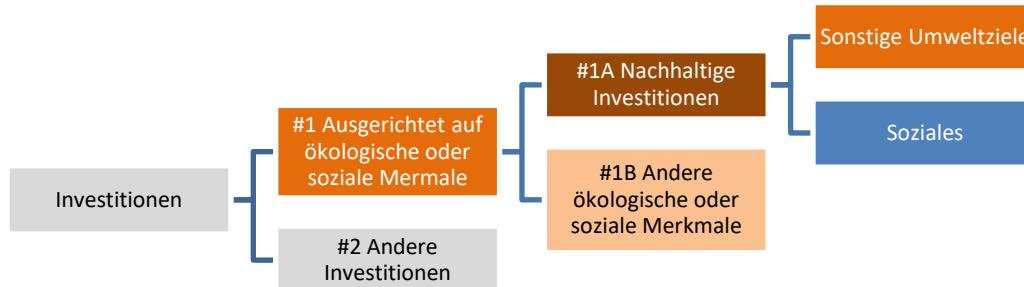 Investitionen
#1 Ausgerichtet auf
ökologische oder
soziale Mermale
#2 Andere
Investitionen
#1A Nachhaltige
Investitionen
#1B Andere
ökologische oder
soziale Merkmale
Sonstige Umweltziele
Soziales